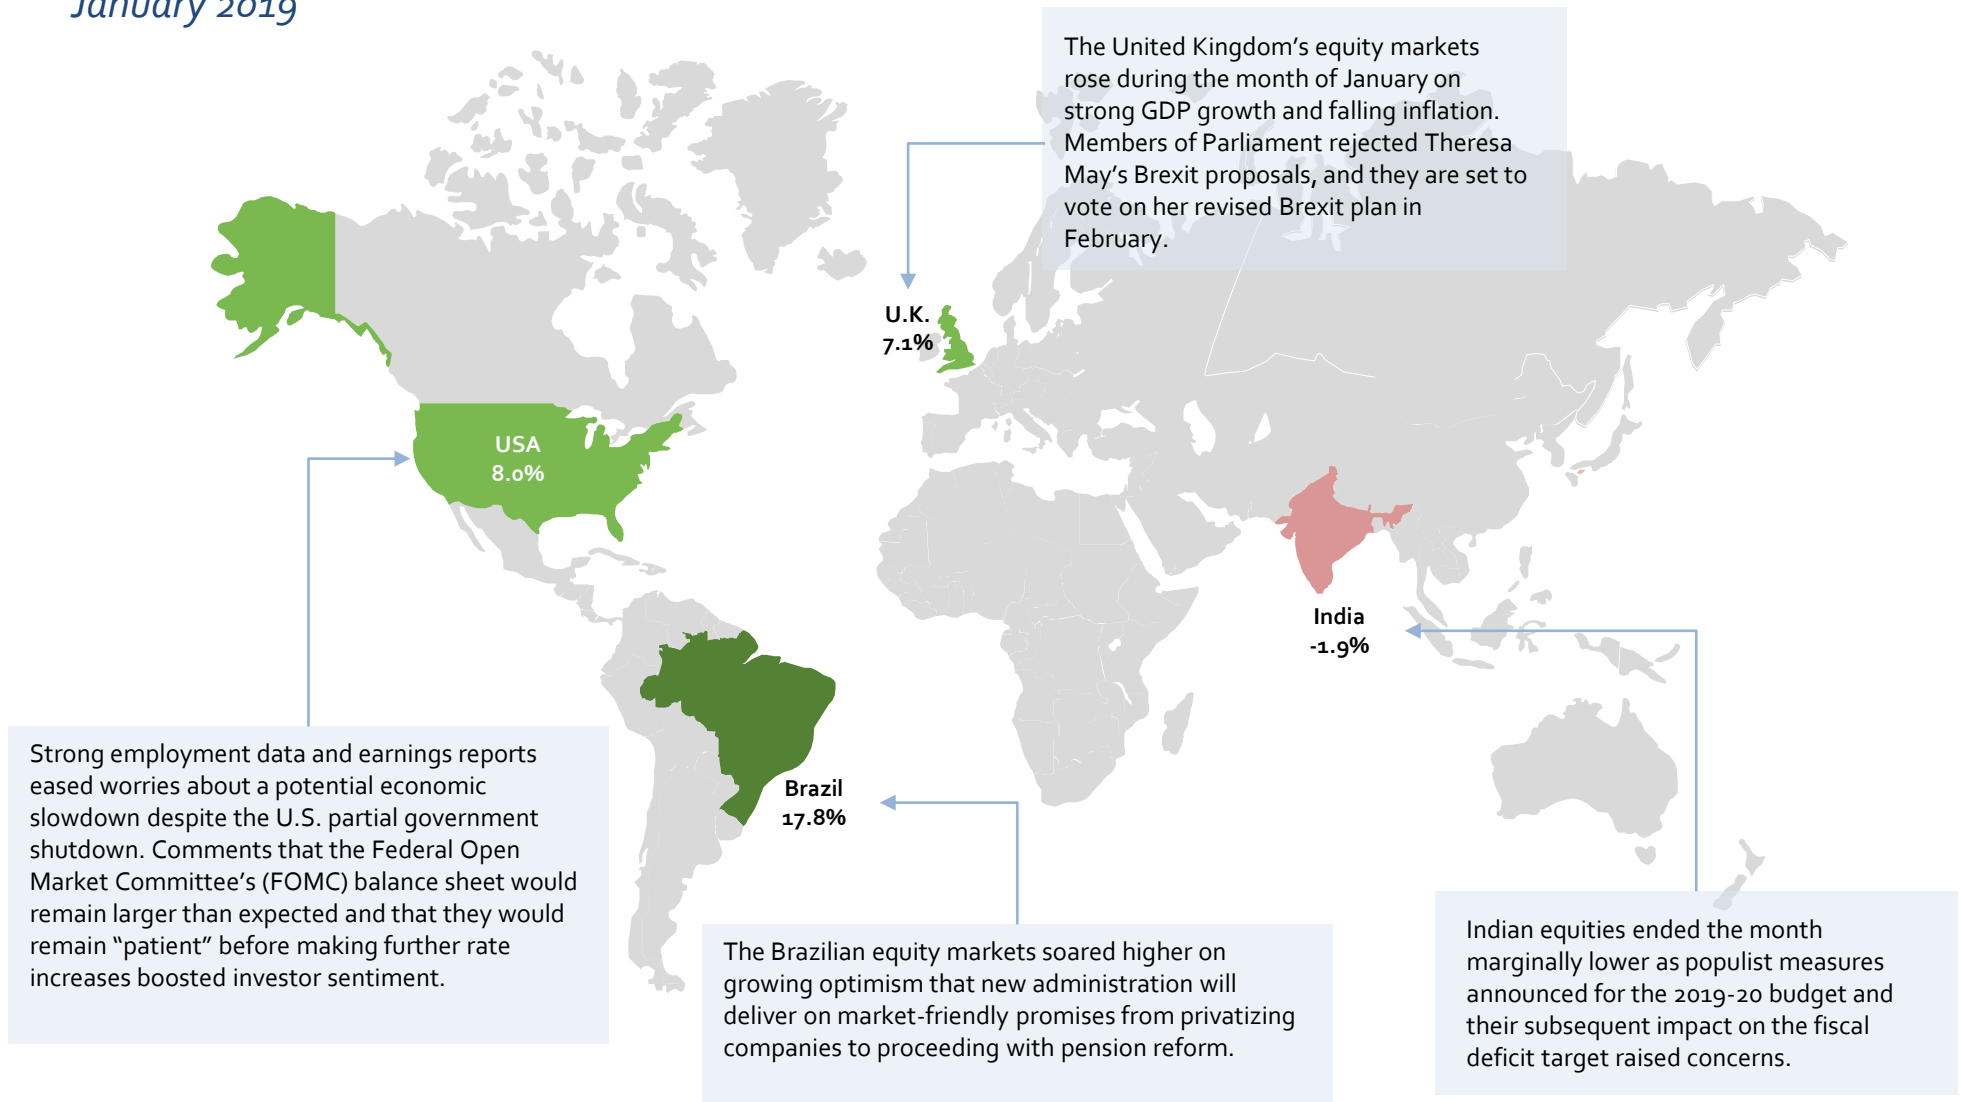 January 2019
The United Kingdom's equity markets
rose during the month of January on
strong GDP growth and falling inflation.
Members of Parliament rejected Theresa
May's Brexit proposals, and they are set to
vote on her revised Brexit plan in
February.
U.K.
7.1%
USA
8.0%
India
-1.9%
Brazil
17.8%
Strong employment data and earnings reports
eased worries about a potential economic
slowdown despite the U.S. partial government
shutdown. Comments that the Federal Open
Market Committee's (FOMC) balance sheet would
remain larger than expected and that they would
remain “patient” before making further rate
increases boosted investor sentiment.
The Brazilian equity markets soared higher on
growing optimism that new administration will
deliver on market-friendly promises from privatizing
companies to proceeding with pension reform.
Indian equities ended the month
marginally lower as populist measures
announced for the 2019-20 budget and
their subsequent impact on the fiscal
deficit target raised concerns.